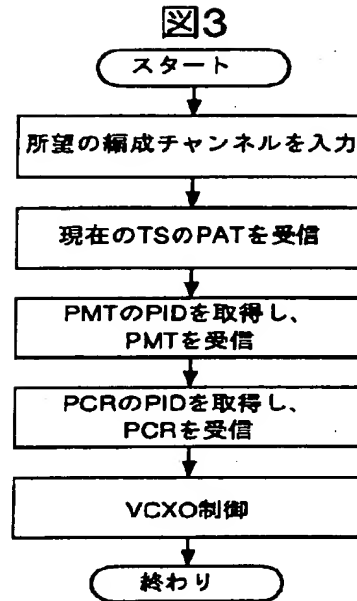 図3
スタート
所望の編成チャンネルを入力
現在のTSのPATを受信
PMTのPIDを取得し、
PMTを受信
PCRのPIDを取得し、
PCRを受信
VCXO制御
終わり